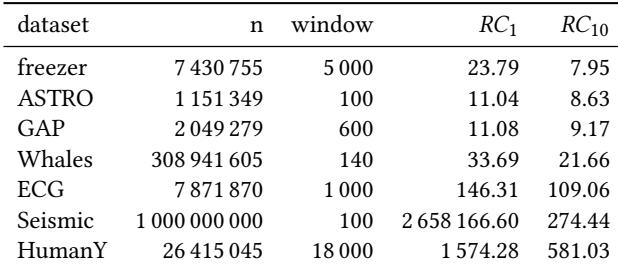 dataset n window RC1 RC10
freezer 7 430 755 5 000 23.79 7.95
ASTRO 1 151 349 100 11.04 8.63
GAP 2 049 279 600 11.08 9.17
Whales 308 941 605 140 33.69 21.66
ECG 7 871 870 1 000 146.31 109.06
Seismic 1 000 000 000 100 2 658 166.60 274.44
HumanY 26 415 045 18 000 1 574.28 581.03